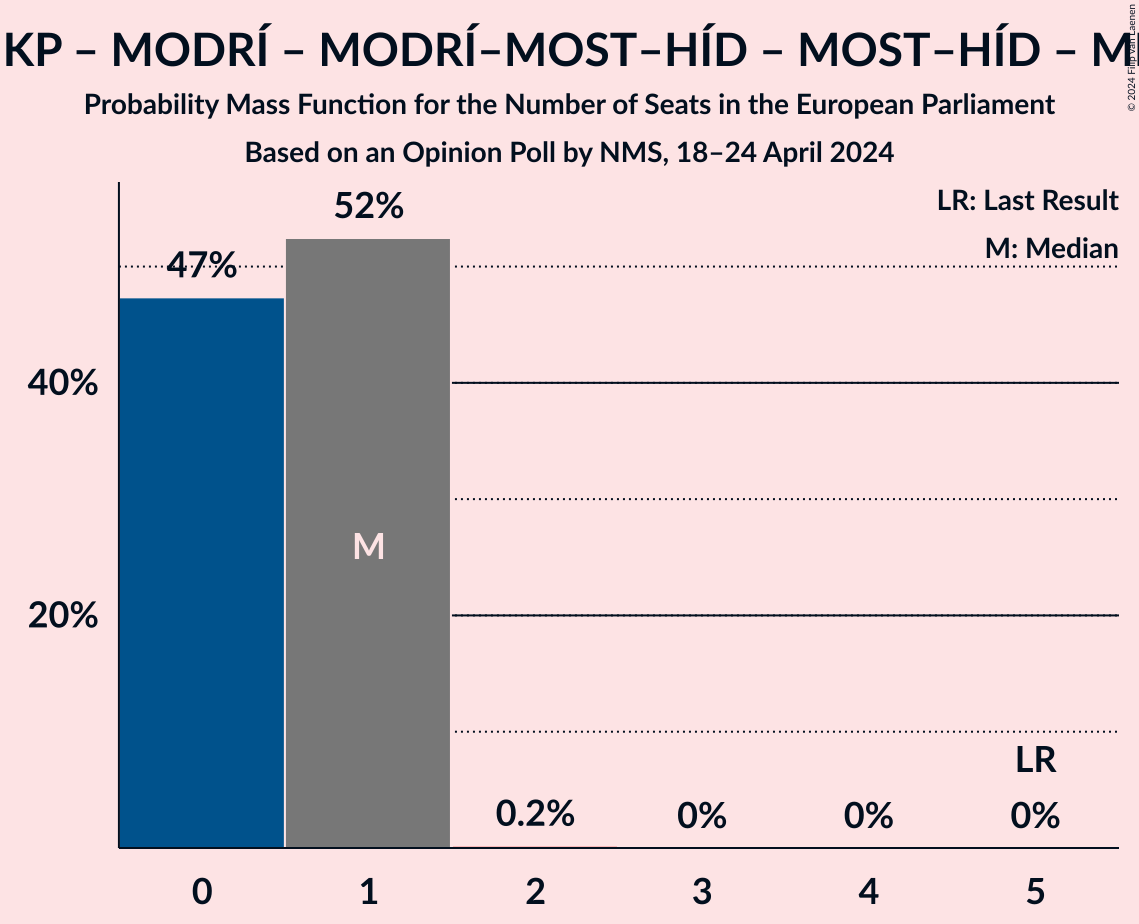 KP – MODRÍ – MODRÍ–MOST–HÍD – MOST–HÍD –
Probability Mass Function for the Number of Seats in the European Parliament
Based on an Opinion Poll by NMS, 18–24 April 2024
© 2024 Filip van Laenen
LR: Last Result
M: Median
52%
47%
40%
M
20%
LR
0.2%
0%
0%
0%
0
1
2
3
4
5